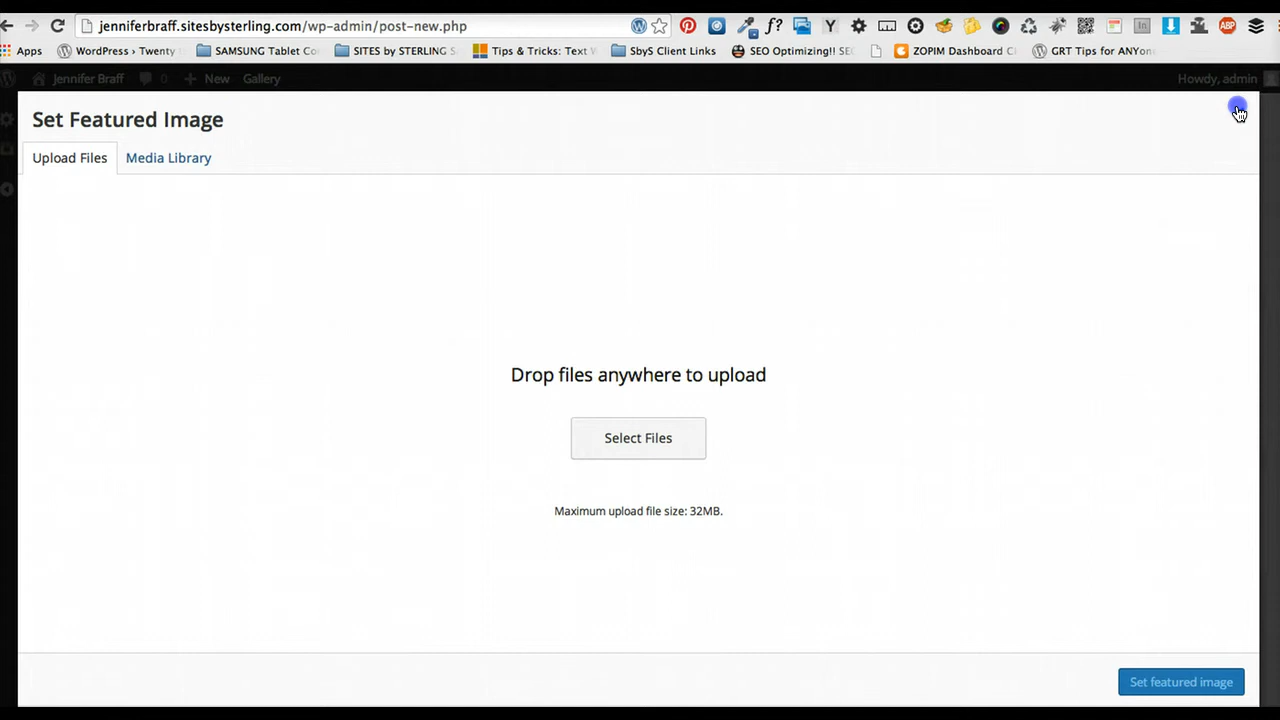 jenniferbraff.sitesbysterling.com/wp-admin/post-new.php
Apps WordPress › Twenty SAMSUNG Tablet Co SITES by STERLING S Tips & Tricks: Text W SbyS Client Links SEO Optimizing!! SEO ZOPIM Dashboard C GRT Tips for ANYon
Jennifer Braff 0 New Gallery Howdy, admin
Set Featured Image
Upload Files Media Library
Drop files anywhere to upload
Select Files
Maximum upload file size: 32MB.
Set featured image